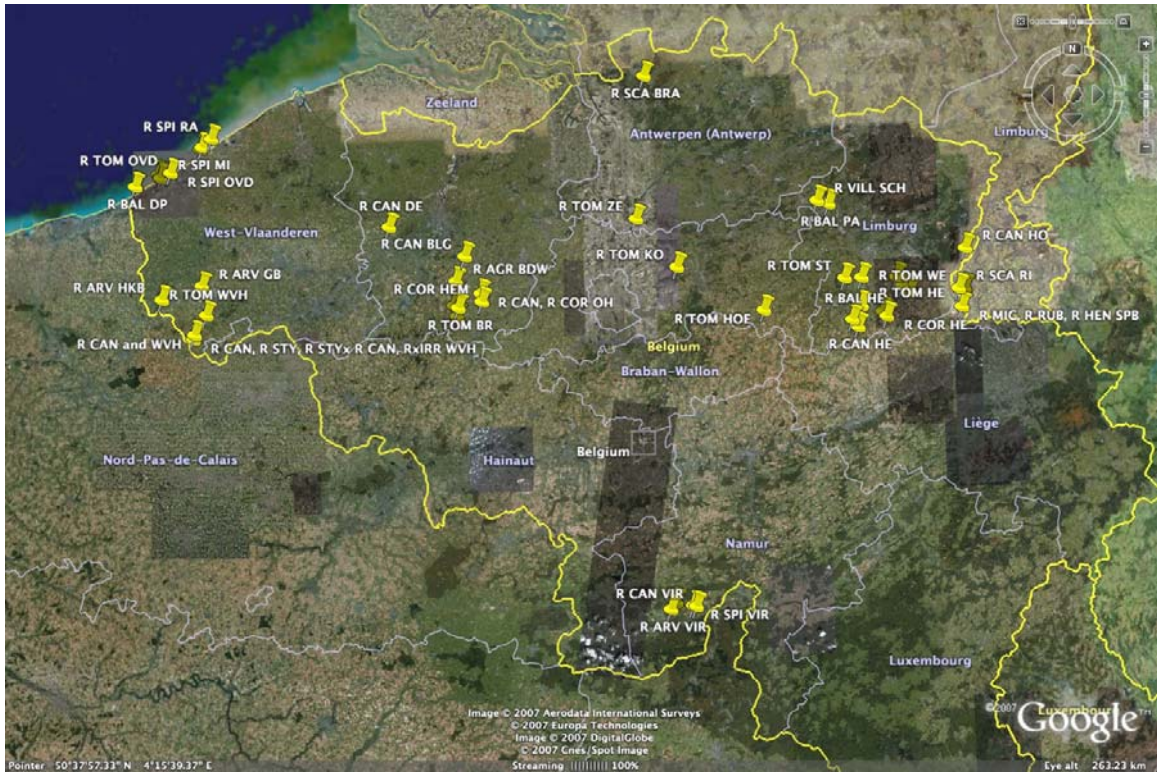 N
R SCA BRA
Zeeland
Antwerpen (Antwerp)
Limburg
R SPI RA
R TOM OVD
R SPI MI
R SPI OVD
R BAL DP
R VILL SCH
R CAN DE
R TOM ZE
R BAL PA
Limburg
West-Vlaanderen
R CAN BLG
R CAN HO
R TOM KO
R AGR BDW
R TOM ST
R TOM WE
R SCA RI
R ARV GB
R ARV HKB
R TOM WVH
R COR HEM
R CAN, R COR OH
R BAL HE
R TOM HE
R TOM HOE
R MIC, R RUB, R HEN SPB
R TOM BR
R COR HE
R CAN HE
R CAN and WVH
R CAN, R STY, R STYx R CAN, RxIRR WVH
Belgium
Braban-Wallon
Liège
Belgium
Nord-Pas-de-Calais
Hainaut
Namur
R CAN VIR
R SPI VIR
R ARV VIR
Luxembourg
Luxembourg
Image © 2007 Aerodata International Surveys
© 2007 Europa Technologies
Image © 2007 DigitalGlobe
© 2007 Cnes/Spot Image
© 2007 Google™
Pointer 50°37'57.33" N 4°15'39.37" E
Streaming 100%
Eye alt 263.23 km